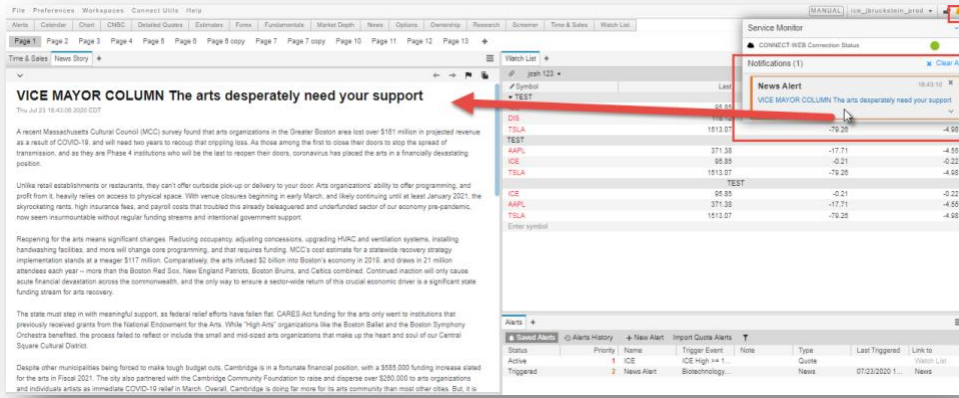 File Preferences Workspaces Connect Utils Help
MANUAL ice_jbruckstein_prod
Alerts Calendar Chart CNBC Detailed Quotes Estimates Forex Fundamentals Market Depth News Options Ownership Research Screener Time & Sales Watch List
Page 1 Page 2 Page 3 Page 4 Page 5 Page 6 Page 6 copy Page 7 Page 7 copy Page 10 Page 11 Page 12 Page 13 +
Service Monitor
CONNECT-WEB Connection Status
Notifications (1) × Clear A
News Alert 18:43:10 ×
VICE MAYOR COLUMN The arts desperately need your support
Time & Sales News Story +
VICE MAYOR COLUMN The arts desperately need your support
Thu Jul 23 18:43:08 2020 CDT
A recent Massachusetts Cultural Council (MCC) survey found that arts organizations in the Greater Boston area lost over $161 million in projected revenue
as a result of COVID-19, and will need two years to recoup that crippling loss. As those among the first to close their doors to stop the spread of
transmission, and as they are Phase 4 institutions who will be the last to reopen their doors, coronavirus has placed the arts in a financially devastating
position.
Unlike retail establishments or restaurants, they can't offer curbside pick-up or delivery to your door. Arts organizations' ability to offer programming, and
profit from it, heavily relies on access to physical space. With venue closures beginning in early March, and likely continuing until at least January 2021, the
skyrocketing rents, high insurance fees, and payroll costs that troubled this already beleaguered and underfunded sector of our economy pre-pandemic,
now seem insurmountable without regular funding streams and intentional government support.
Reopening for the arts means significant changes. Reducing occupancy, adjusting concessions, upgrading HVAC and ventilation systems, installing
handwashing facilities, and more will change core programming, and that requires funding. MCC's cost estimate for a statewide recovery strategy
implementation stands at a meager $117 million. Comparatively, the arts infused $2 billion into Boston's economy in 2019, and draws in 21 million
attendees each year -- more than the Boston Red Sox, New England Patriots, Boston Bruins, and Celtics combined. Continued inaction will only cause
acute financial devastation across the commonwealth, and the only way to ensure a sector-wide return of this crucial economic driver is a significant state
funding stream for arts recovery.
The state must step in with meaningful support, as federal relief efforts have fallen flat. CARES Act funding for the arts only went to institutions that
previously received grants from the National Endowment for the Arts. While "High Arts" organizations like the Boston Ballet and the Boston Symphony
Orchestra benefited, the process failed to reflect or include the small and mid-sized arts organizations that make up the heart and soul of our Central
Square Cultural District.
Despite other municipalities being forced to make tough budget cuts, Cambridge is in a fortunate financial position, with a $585,000 funding increase slated
for the arts in Fiscal 2021. The city also partnered with the Cambridge Community Foundation to raise and disperse over $280,000 to arts organizations
and individuals artists as immediate COVID-19 relief in March. Overall, Cambridge is doing far more for its arts community than most other cities. But, it is
Watch List +
josh 123
Symbol Last
TEST
95.85
DIS
TSLA 1513.07 -79.26 -4.98
TEST
AAPL 371.38 -17.71 -4.55
ICE 95.85 -0.21 -0.22
TSLA 1513.07 -79.26 -4.98
TEST
ICE 95.85 -0.21 -0.22
AAPL 371.38 -17.71 -4.55
TSLA 1513.07 -79.26 -4.98
Enter symbol
Alerts +
Saved Alerts Alerts History + New Alert Import Quote Alerts
Status Priority Name Trigger Event Note Type Last Triggered Link to
Active 1 ICE ICE High >= 1... Quote Watch List
Triggered 2 News Alert Biotechnology... News 07/23/2020 1... News